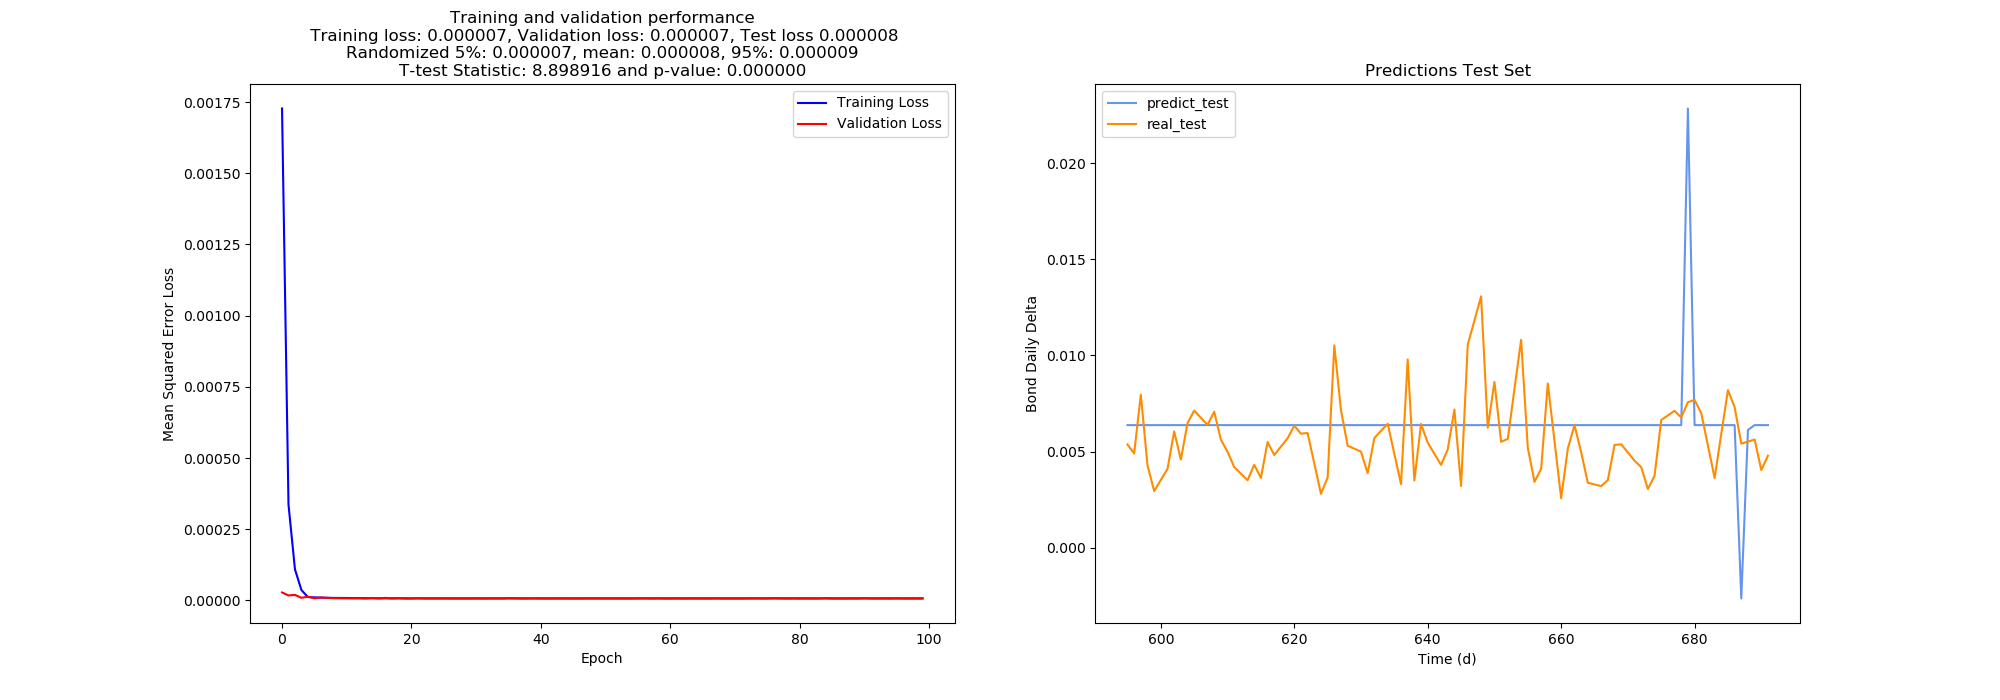 Training and validation performance
Training loss: 0.000007, Validation loss: 0.000007, Test loss 0.000008
Randomized 5%: 0.000007, mean: 0.000008, 95%: 0.000009
T-test Statistic: 8.898916 and p-value: 0.000000
Training Loss
Validation Loss
0.00175
0.00150
0.00125
0.00100
0.00075
0.00050
0.00025
0.00000
Mean Squared Error Loss
0 20 40 60 80 100
Epoch
Predictions Test Set
predict_test
real_test
0.020
0.015
0.010
0.005
0.000
Bond Daily Delta
600 620 640 660 680
Time (d)